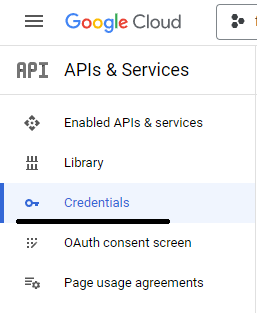 Google Cloud
API APIs & Services
Enabled APIs & services
Library
Credentials
OAuth consent screen
Page usage agreements